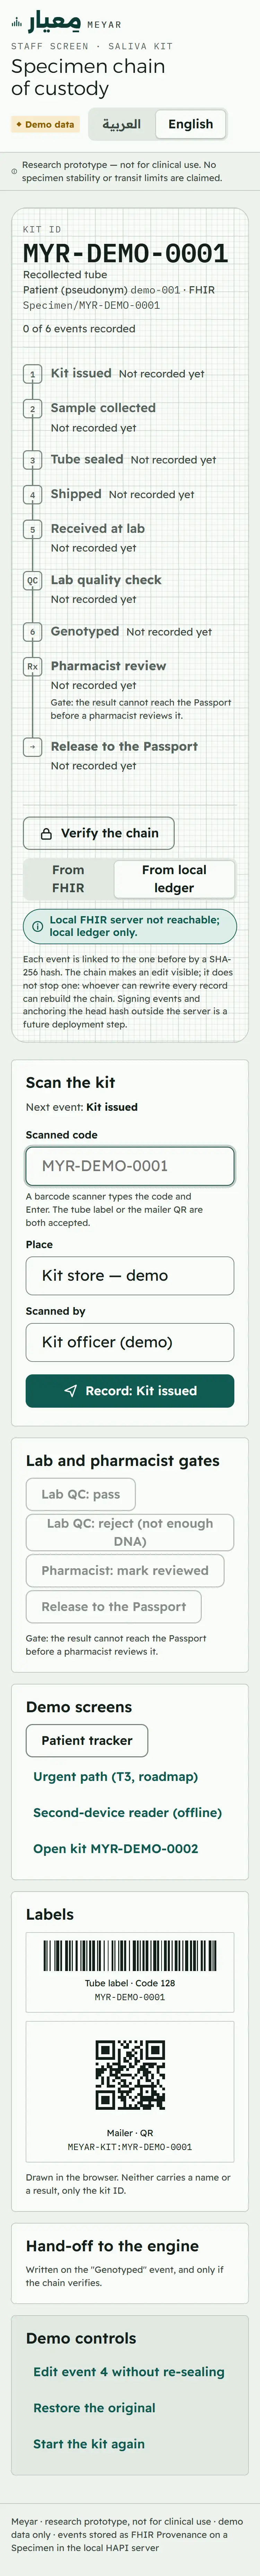 معيار MEYAR
STAFF SCREEN · SALIVA KIT
Specimen chain
of custody
Demo data
العربية
English
Research prototype — not for clinical use. No
specimen stability or transit limits are claimed.
KIT ID
MYR-DEMO-0001
Recollected tube
Patient (pseudonym) demo-001 · FHIR
Specimen/MYR-DEMO-0001
0 of 6 events recorded
1 Kit issued Not recorded yet
2 Sample collected
Not recorded yet
3 Tube sealed Not recorded yet
4 Shipped Not recorded yet
5 Received at lab
Not recorded yet
QC Lab quality check
Not recorded yet
6 Genotyped Not recorded yet
Rx Pharmacist review
Not recorded yet
Gate: the result cannot reach the Passport
before a pharmacist reviews it.
→ Release to the Passport
Not recorded yet
Verify the chain
From
FHIR
From local
ledger
Local FHIR server not reachable;
local ledger only.
Each event is linked to the one before by a SHA-
256 hash. The chain makes an edit visible; it does
not stop one: whoever can rewrite every record
can rebuild the chain. Signing events and
anchoring the head hash outside the server is a
future deployment step.
Scan the kit
Next event: Kit issued
Scanned code
MYR-DEMO-0001
A barcode scanner types the code and
Enter. The tube label or the mailer QR are
both accepted.
Place
Kit store — demo
Scanned by
Kit officer (demo)
Record: Kit issued
Lab and pharmacist gates
Lab QC: pass
Lab QC: reject (not enough
DNA)
Pharmacist: mark reviewed
Release to the Passport
Gate: the result cannot reach the Passport
before a pharmacist reviews it.
Demo screens
Patient tracker
Urgent path (T3, roadmap)
Second-device reader (offline)
Open kit MYR-DEMO-0002
Labels
Tube label · Code 128
MYR-DEMO-0001
Mailer · QR
MEYAR-KIT:MYR-DEMO-0001
Drawn in the browser. Neither carries a name or
a result, only the kit ID.
Hand-off to the engine
Written on the "Genotyped" event, and only if
the chain verifies.
Demo controls
Edit event 4 without re-sealing
Restore the original
Start the kit again
Meyar · research prototype, not for clinical use · demo
data only · events stored as FHIR Provenance on a
Specimen in the local HAPI server